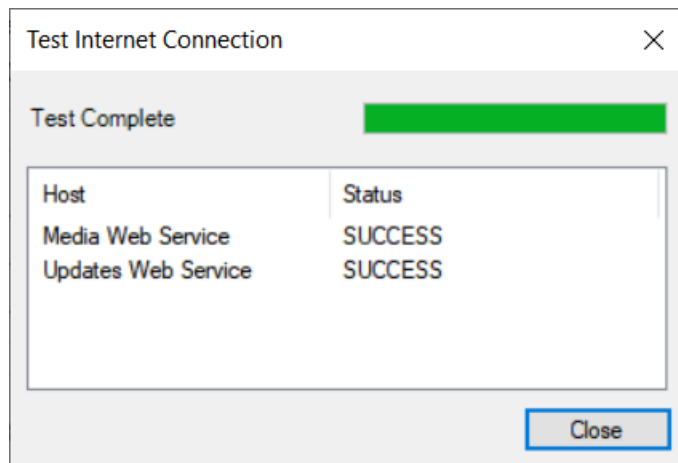 Test Internet Connection
Test Complete
Host Status
Media Web Service SUCCESS
Updates Web Service SUCCESS
Close